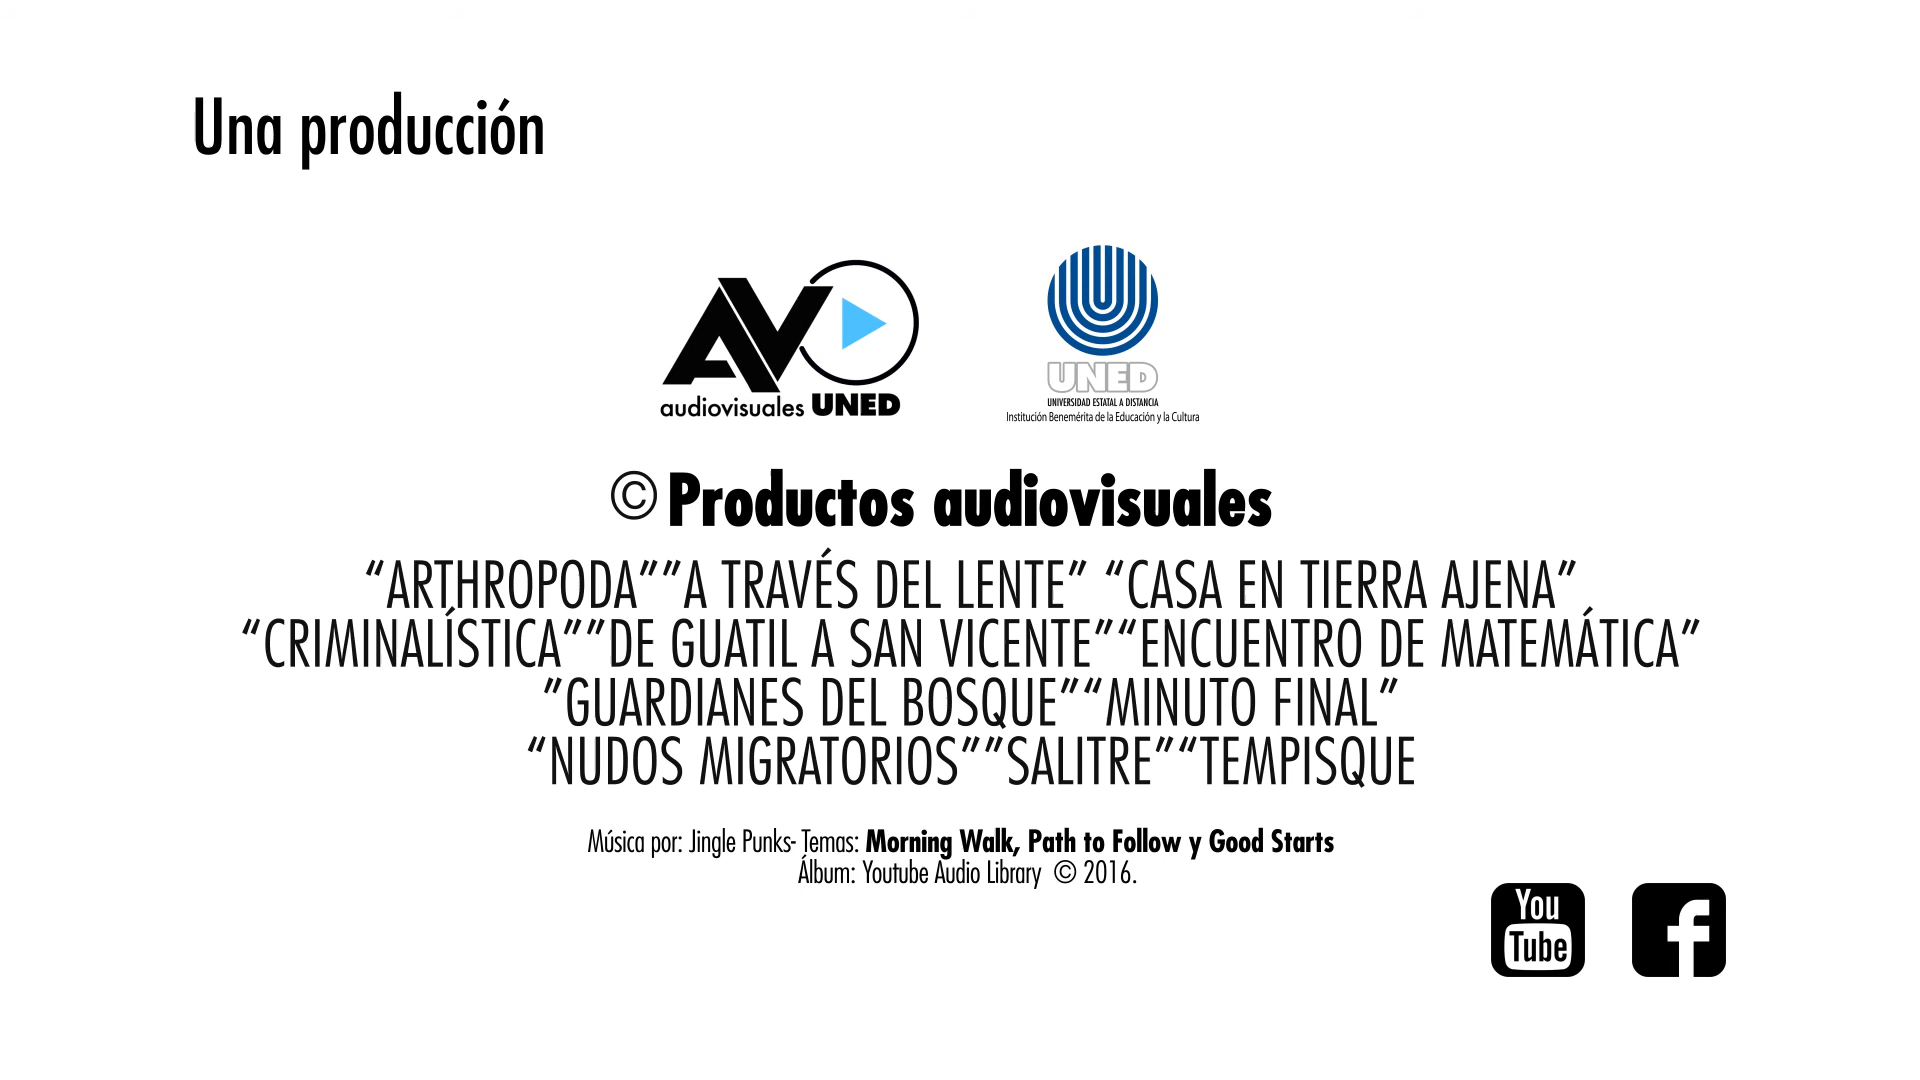 Una producción
AV
audiovisuales UNED
UNED
UNIVERSIDAD ESTATAL A DISTANCIA
Institución Benemérita de la Educación y la Cultura
© Productos audiovisuales
“ARTHROPODA””A TRAVÉS DEL LENTE” “CASA EN TIERRA AJENA”
“CRIMINALÍSTICA””DE GUATIL A SAN VICENTE”“ENCUENTRO DE MATEMÁTICA”
”GUARDIANES DEL BOSQUE”“MINUTO FINAL”
“NUDOS MIGRATORIOS””SALITRE”“TEMPISQUE
Música por: Jingle Punks- Temas: Morning Walk, Path to Follow y Good Starts
Álbum: Youtube Audio Library © 2016.
You
Tube
f